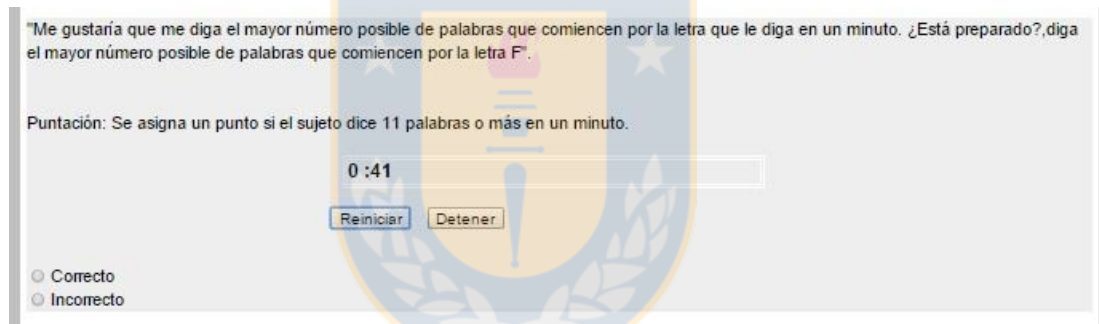 "Me gustaría que me diga el mayor número posible de palabras que comiencen por la letra que le diga en un minuto. ¿Está preparado?,diga
el mayor número posible de palabras que comiencen por la letra F".
Puntación: Se asigna un punto si el sujeto dice 11 palabras o más en un minuto.
0 :41
Reiniciar Detener
Correcto
Incorrecto